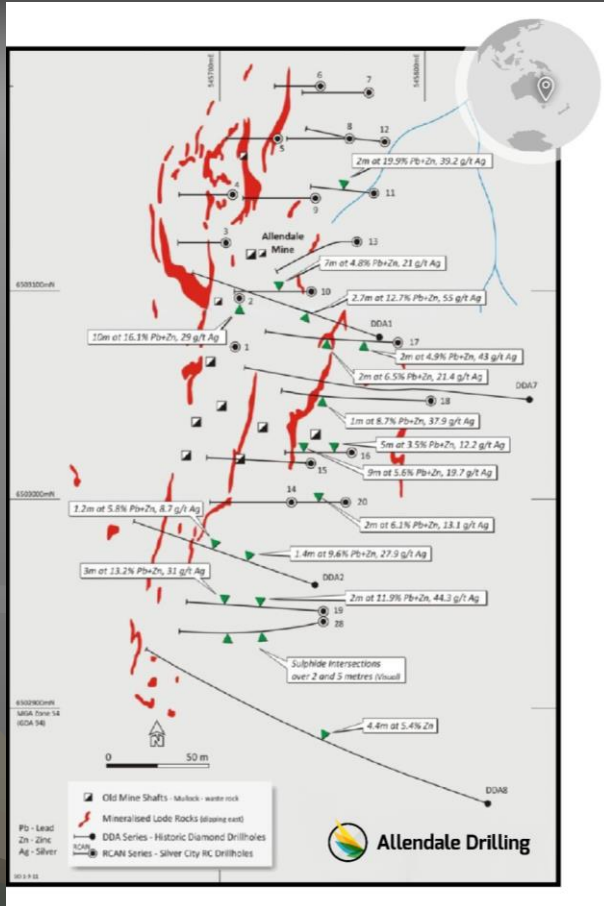 545700mE
545800mE
6
7
5
8
12
2m at 19.9% Pb+Zn, 39.2 g/t Ag
4
9
11
3
Allendale
Mine
13
7m at 4.8% Pb+Zn, 21 g/t Ag
6503100mN
2
10
2.7m at 12.7% Pb+Zn, 55 g/t Ag
10m at 16.1% Pb+Zn, 29 g/t Ag
1
DDA1
17
2m at 4.9% Pb+Zn, 43 g/t Ag
2m at 6.5% Pb+Zn, 21.4 g/t Ag
DDA7
18
1m at 8.7% Pb+Zn, 37.9 g/t Ag
5m at 3.5% Pb+Zn, 12.2 g/t Ag
16
15
9m at 5.6% Pb+Zn, 19.7 g/t Ag
6503000mN
14
20
1.2m at 5.8% Pb+Zn, 8.7 g/t Ag
2m at 6.1% Pb+Zn, 13.1 g/t Ag
1.4m at 9.6% Pb+Zn, 27.9 g/t Ag
3m at 13.2% Pb+Zn, 31 g/t Ag
DDA2
2m at 11.9% Pb+Zn, 44.3 g/t Ag
19
28
Sulphide Intersections
over 2 and 5 metres (Visual)
6502900mN
MGA Zone 54
(GDA 94)
4.4m at 5.4% Zn
N
0
50 m
DDA8
Old Mine Shafts - Mullock - waste rock
Mineralised Lode Rocks (dipping east)
DDA Series - Historic Diamond Drillholes
RCAN
RCAN Series - Silver City RC Drillholes
Pb - Lead
Zn - Zinc
Ag - Silver
Allendale Drilling